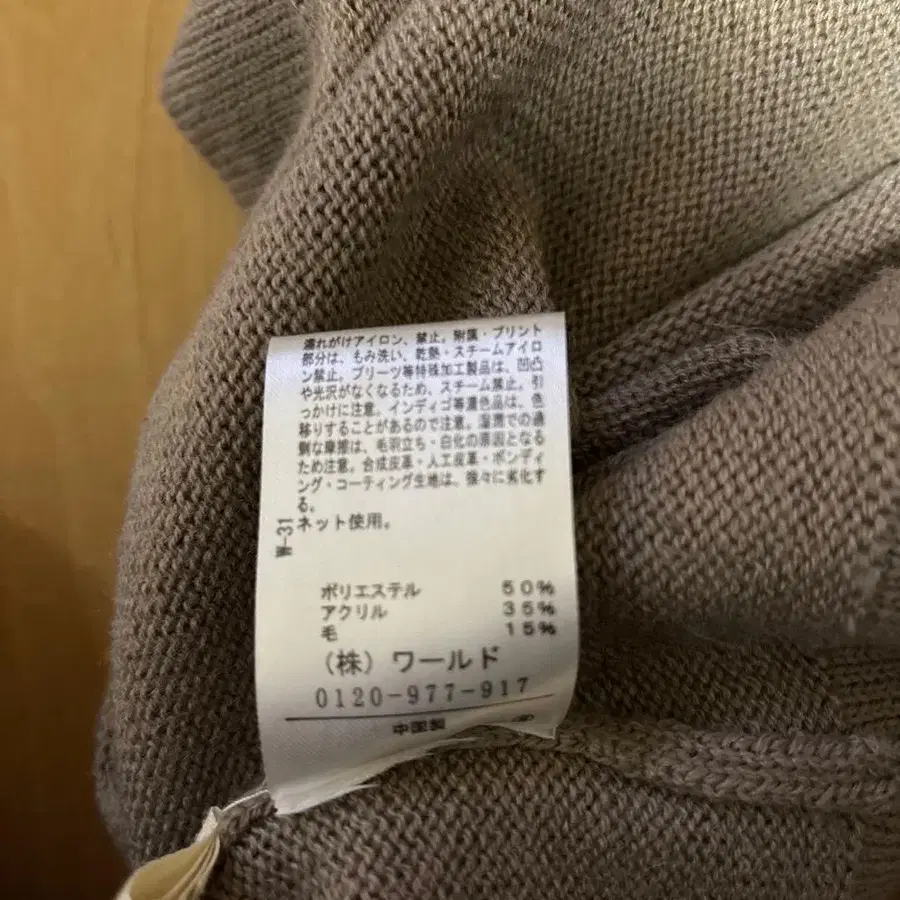 濡れがけアイロン、禁止。附属・プリント
部分は、もみ洗い、乾熱・スチームアイロ
ン禁止。プリーツ等特殊加工製品は、凹凸
や光沢がなくなるため、スチーム禁止。引
っかけに注意。インディゴ等濃色品は、色
移りすることがあるので注意。湿潤での過
剰な摩擦は、毛羽立ち・白化の原因となる
ため注意。合成皮革・人工皮革・ボンディ
ング・コーティング生地は、徐々に劣化す
る。
ネット使用。
W-31
ポリエステル 50%
アクリル 35%
毛 15%
(株) ワールド
0120-977-917
中国製